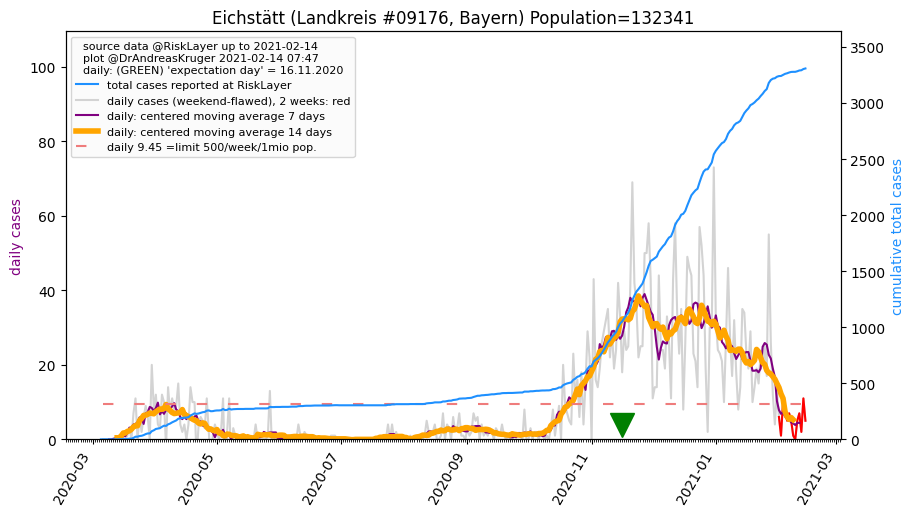 Eichstätt (Landkreis #09176, Bayern) Population=132341
source data @RiskLayer up to 2021-02-14
plot @DrAndreasKruger 2021-02-14 07:47
daily: (GREEN) 'expectation day' = 16.11.2020
total cases reported at RiskLayer
daily cases (weekend-flawed), 2 weeks: red
daily: centered moving average 7 days
daily: centered moving average 14 days
daily 9.45 =limit 500/week/1mio pop.
daily cases
100
80
60
40
20
0
cumulative total cases
3500
3000
2500
2000
1500
1000
500
0
2020-03
2020-05
2020-07
2020-09
2020-11
2021-01
2021-03